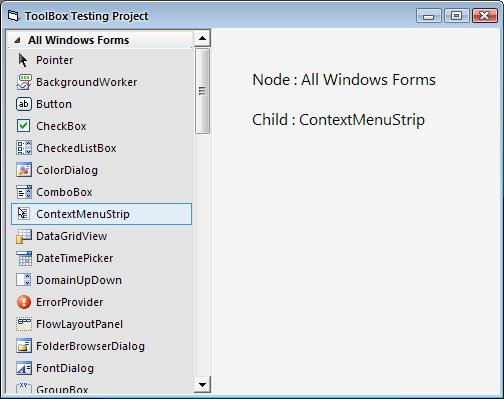 ToolBox Testing Project
All Windows Forms
Pointer
BackgroundWorker
Button
CheckBox
CheckedListBox
ColorDialog
ComboBox
ContextMenuStrip
DataGridView
DateTimePicker
DomainUpDown
ErrorProvider
FlowLayoutPanel
FolderBrowserDialog
FontDialog
GroupBox
Node : All Windows Forms
Child : ContextMenuStrip